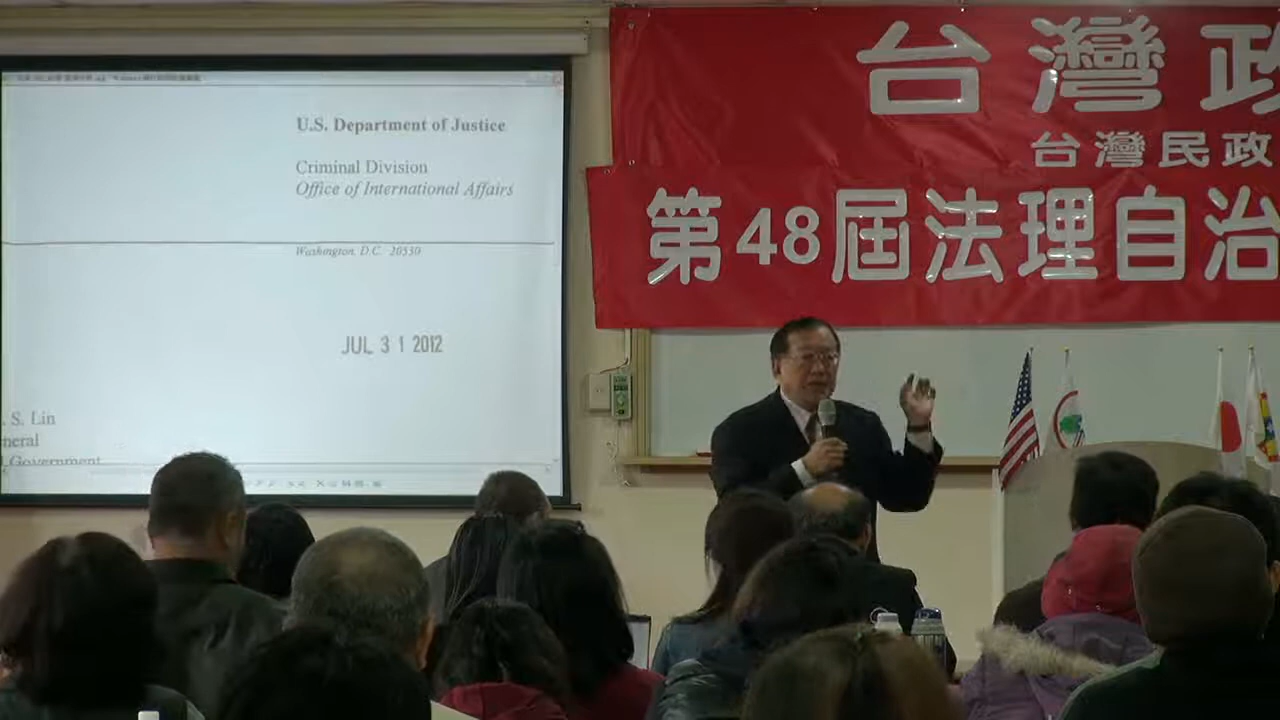 U.S. Department of Justice
Criminal Division
Office of International Affairs
Washington, D.C. 20530
JUL 3 1 2012
. S. Lin
neral
Government
台灣政
台灣民政
第48屆法理自治